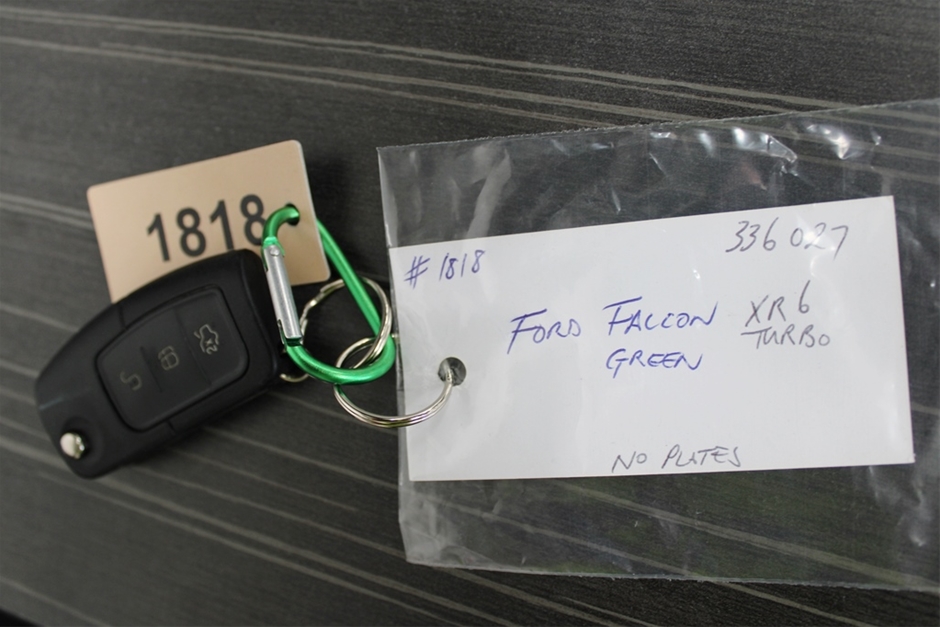 1818
# 1818
336 027
FORD FALCON XR6
TURBO
GREEN
NO PLATES